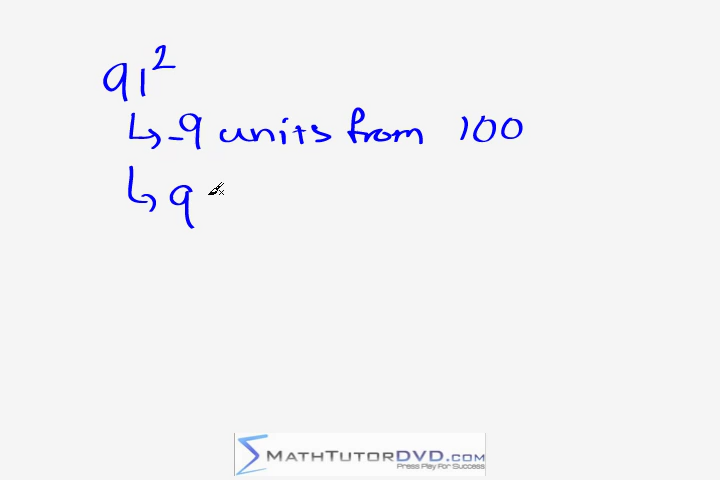 91²
↳ -9 units from 100
↳ 9
MATHTUTORDVD.COM
Press Play For Success